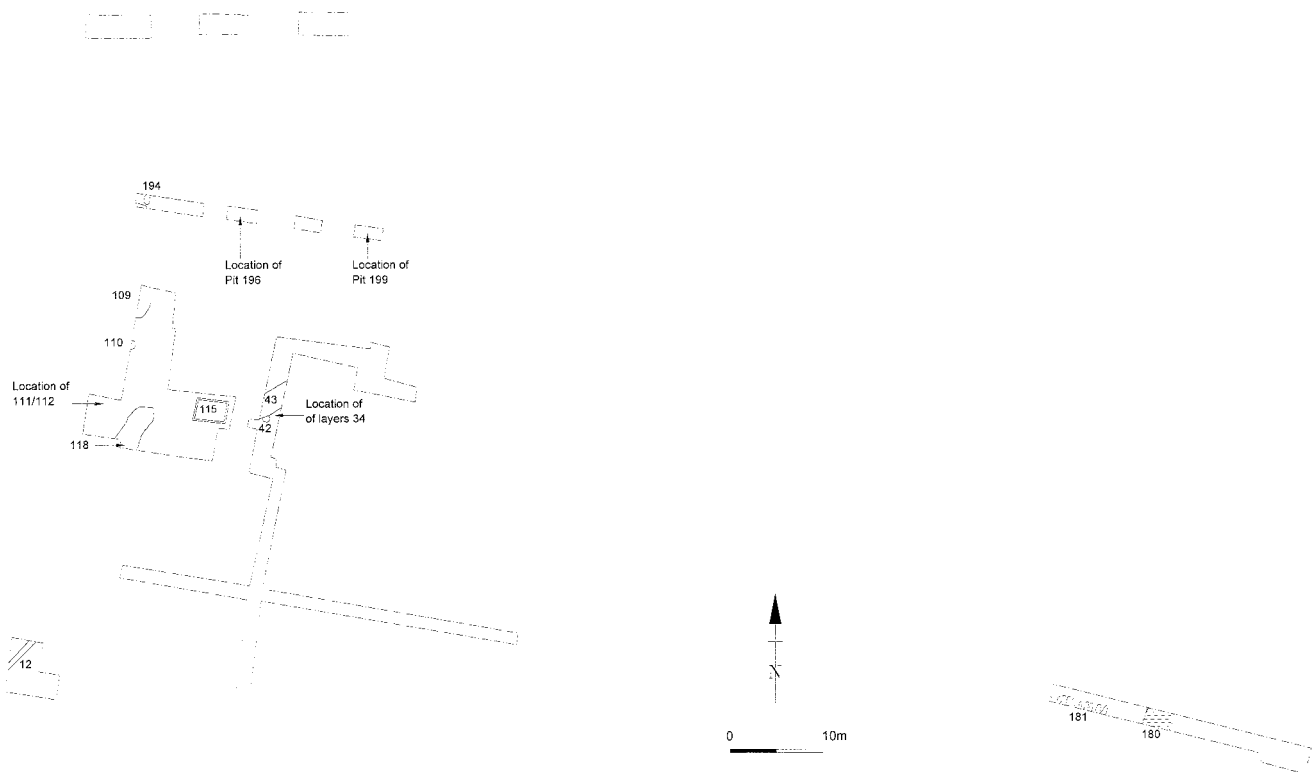 194
Location of
Pit 196
Location of
Pit 199
109
110
Location of
111/112
43
115
Location of
of layers 34
42
118
12
N
0 10m
181
180